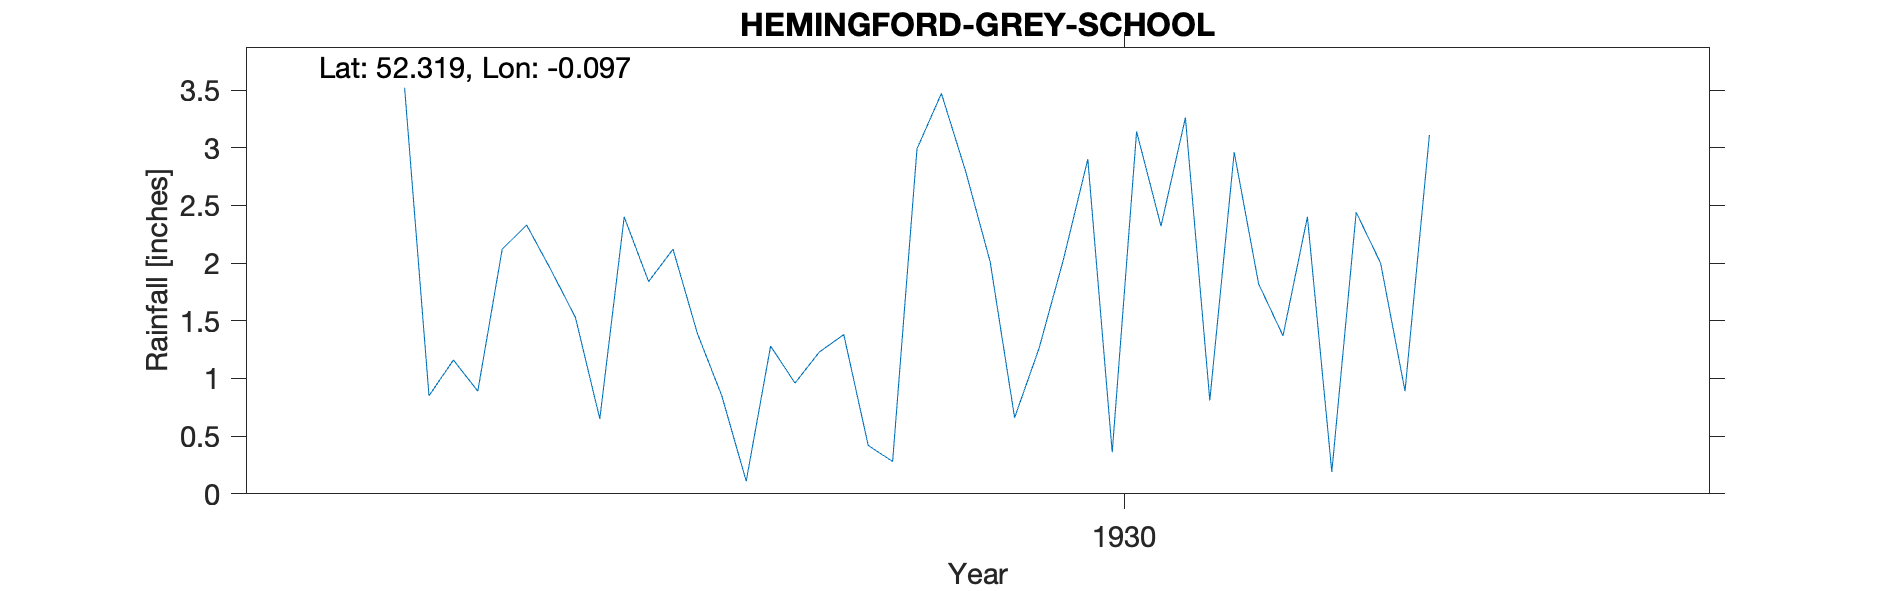 HEMINGFORD-GREY-SCHOOL
Lat: 52.319, Lon: -0.097
3.5
3
2.5
2
1.5
1
0.5
0
Rainfall [inches]
1930
Year